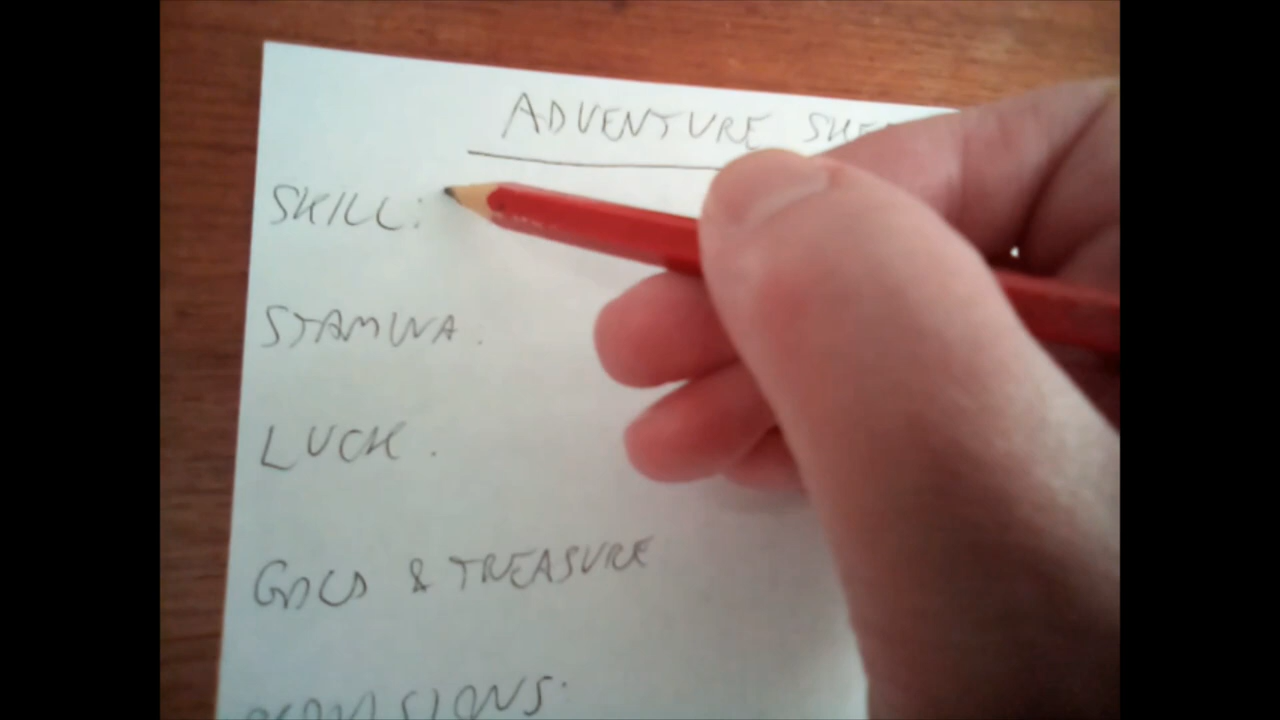 ADVENTURE SHE
SKILL:
STAMINA.
LUCK.
GOLD & TREASURE
PROVISIONS: